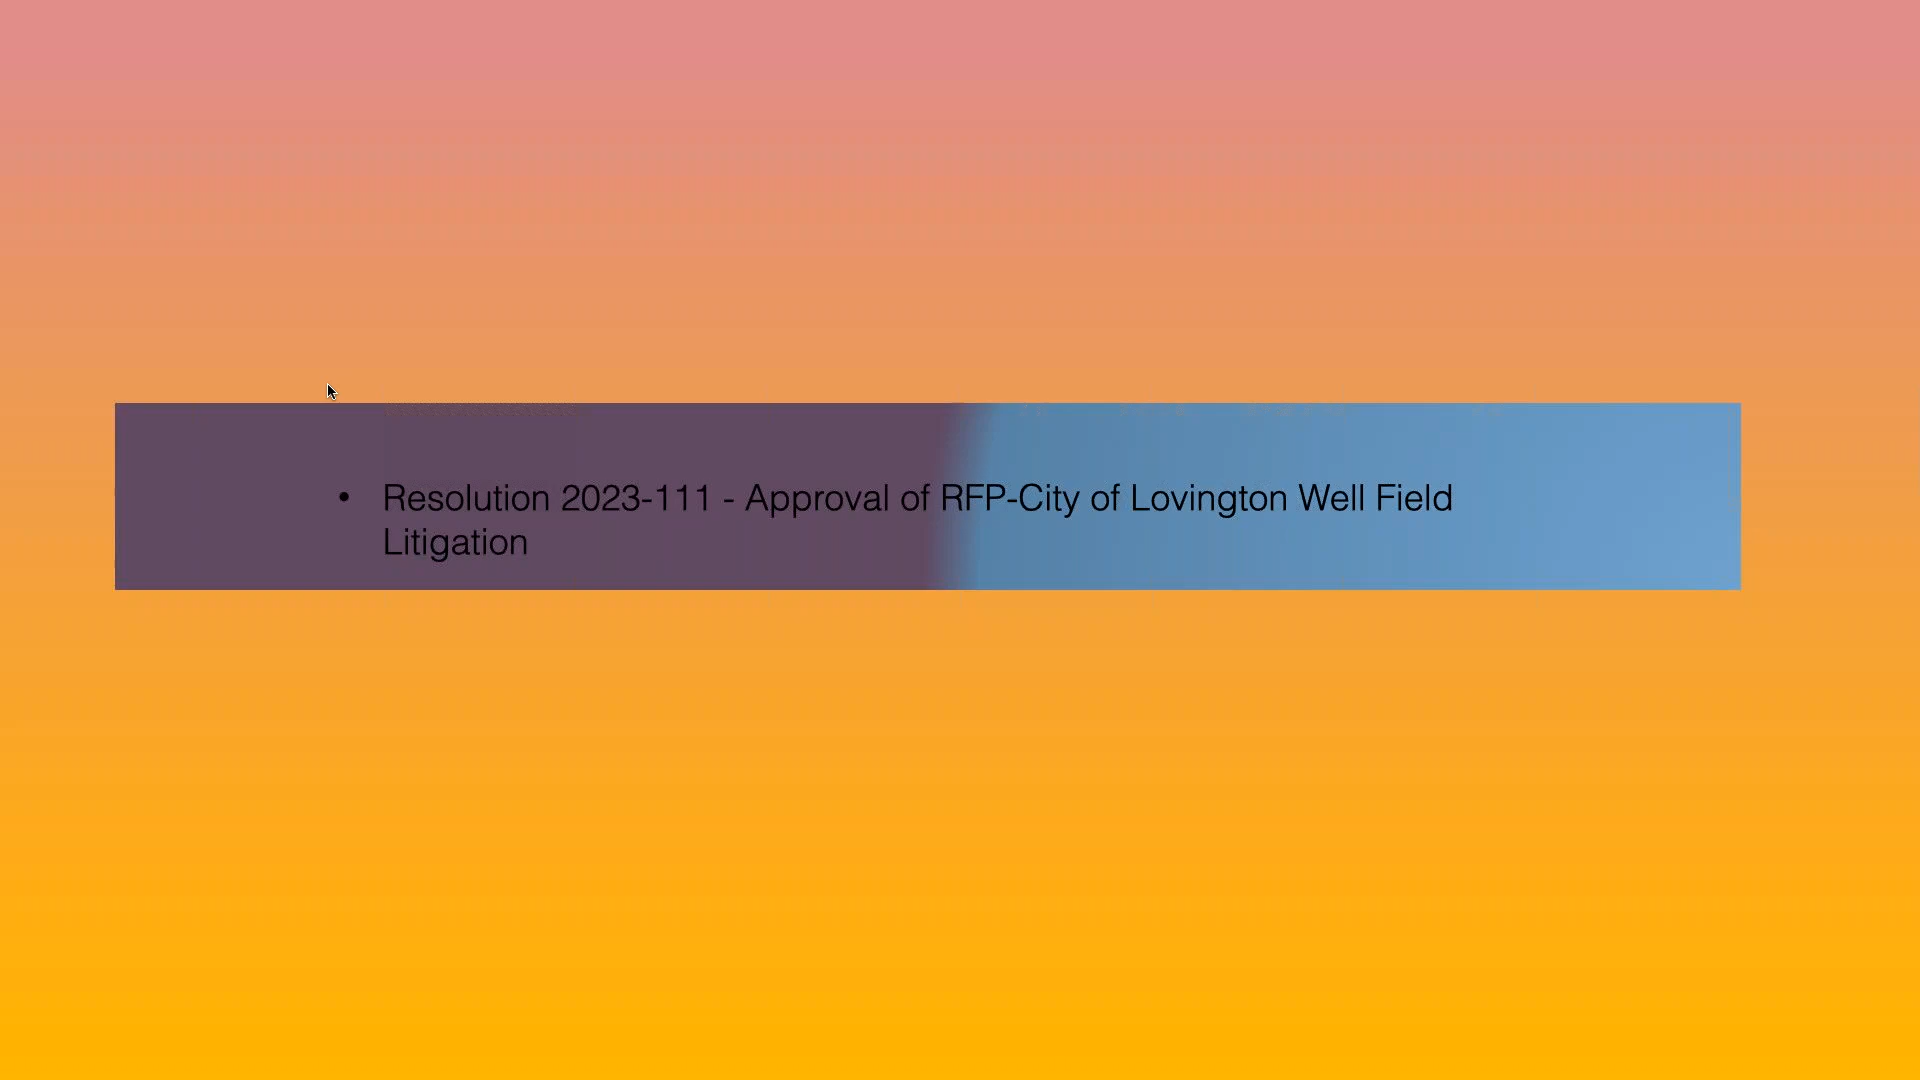 • Resolution 2023-111 - Approval of RFP-City of Lovington Well Field
Litigation